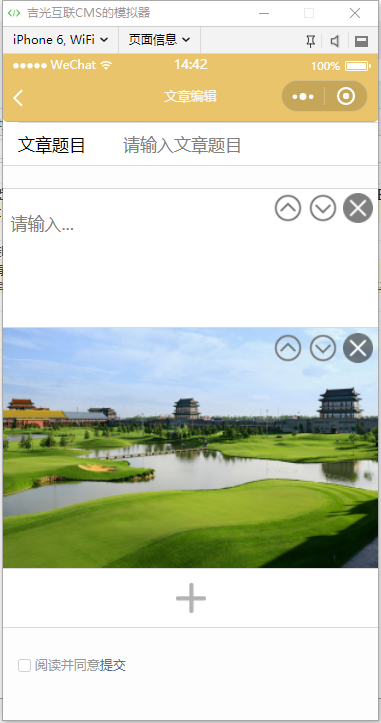 吉光互联CMS的模拟器
iPhone 6, WiFi 页面信息
WeChat 14:42 100%
文章编辑
文章题目 请输入文章题目
请输入...
阅读并同意提交